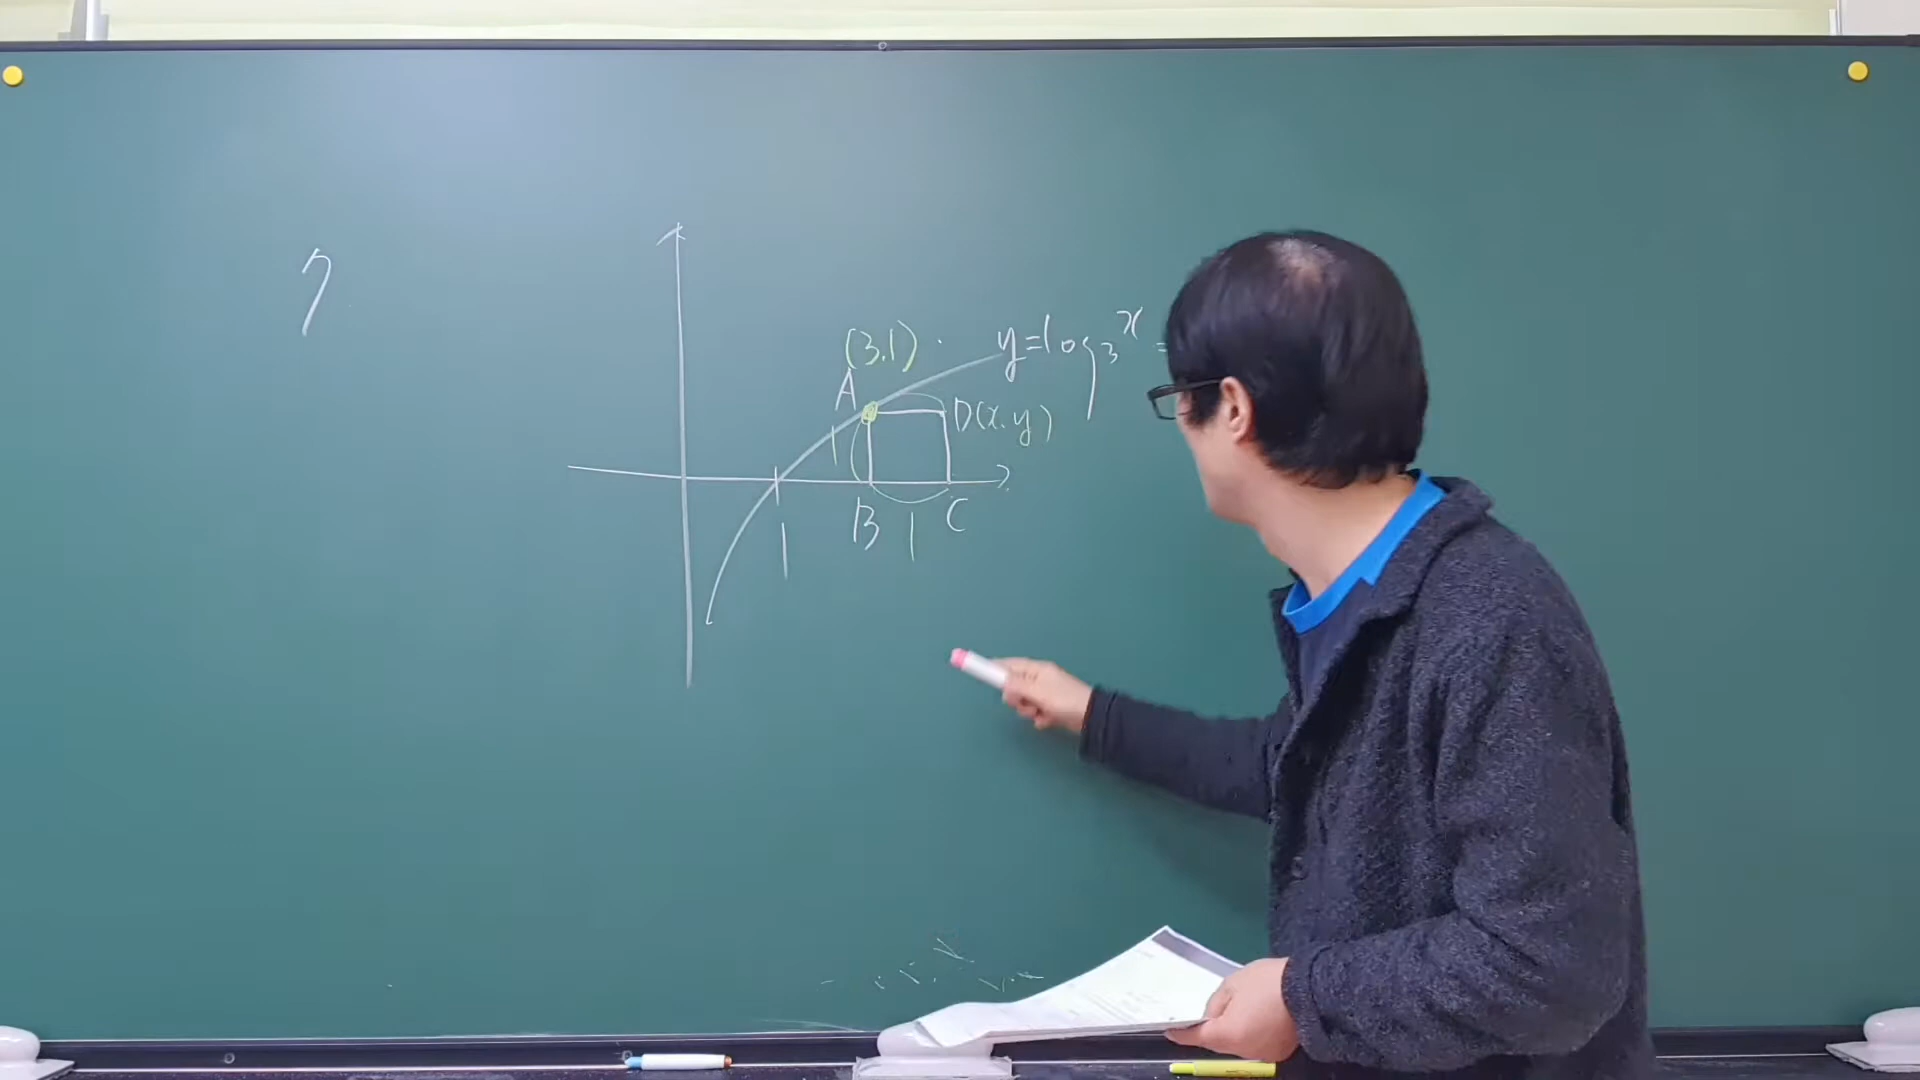 7
(3.1)
y=log₃x =
A
D(x.y)
1
B
C
1
1